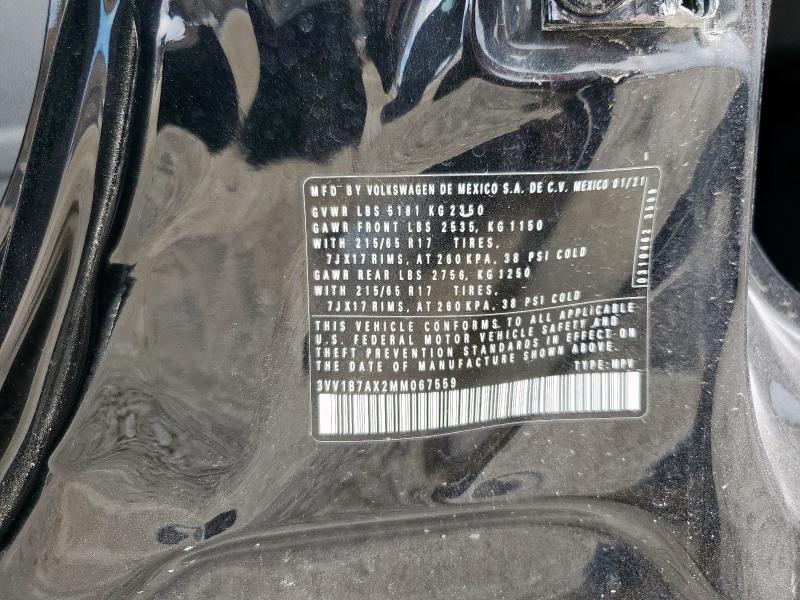 MFD BY VOLKSWAGEN DE MEXICO S.A. DE C.V. MEXICO 01/21
GVWR LBS 5181 KG 2350
GAWR FRONT LBS 2535, KG 1150
WITH 215/65 R17 TIRES,
7JX17 RIMS, AT 260 KPA, 38 PSI COLD
GAWR REAR LBS 2756, KG 1250
WITH 215/65 R17 TIRES,
7JX17 RIMS, AT 260 KPA, 38 PSI COLD
THIS VEHICLE CONFORMS TO ALL APPLICABLE
U.S. FEDERAL MOTOR VEHICLE SAFETY AND
THEFT PREVENTION STANDARDS IN EFFECT ON
THE DATE OF MANUFACTURE SHOWN ABOVE.
TYPE: MPV
3VV1B7AX2MM067559